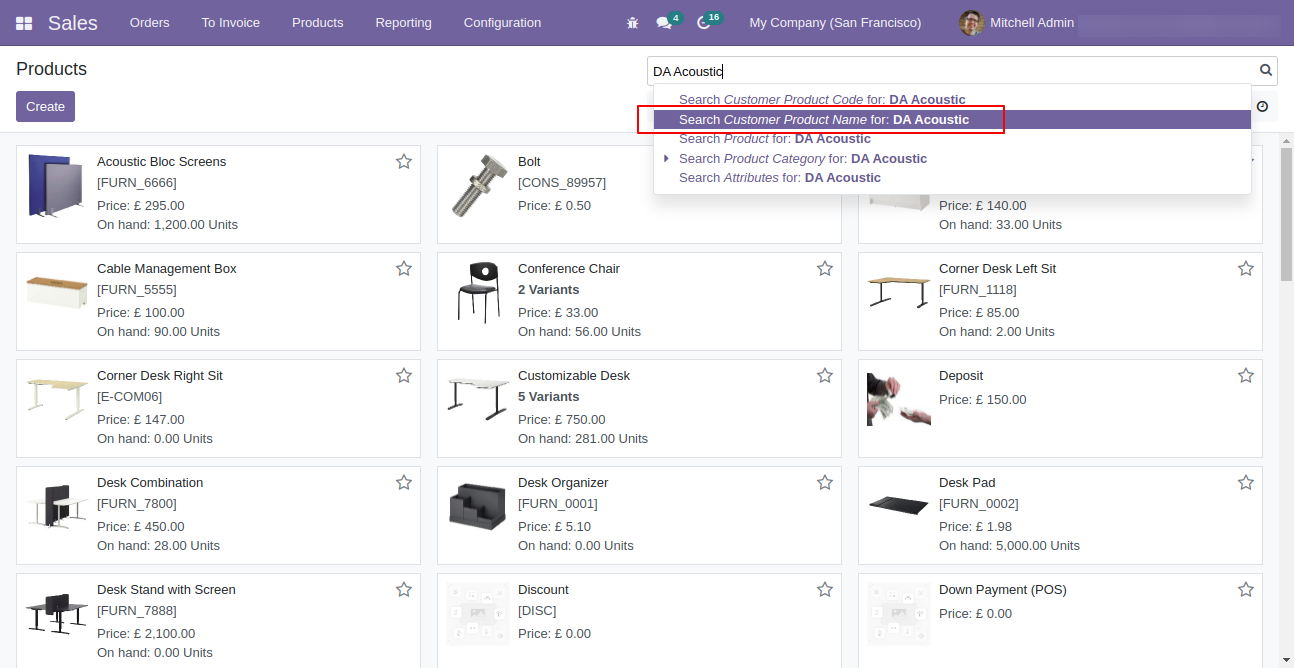 Sales Orders To Invoice Products Reporting Configuration 4 16 My Company (San Francisco) Mitchell Admin
Products
DA Acoustic
Create
Search Customer Product Code for: DA Acoustic
Search Customer Product Name for: DA Acoustic
Search Product for: DA Acoustic
Search Product Category for: DA Acoustic
Search Attributes for: DA Acoustic
Acoustic Bloc Screens
[FURN_6666]
Price: £ 295.00
On hand: 1,200.00 Units
Bolt
[CONS_89957]
Price: £ 0.50
Price: £ 140.00
On hand: 33.00 Units
Cable Management Box
[FURN_5555]
Price: £ 100.00
On hand: 90.00 Units
Conference Chair
2 Variants
Price: £ 33.00
On hand: 56.00 Units
Corner Desk Left Sit
[FURN_1118]
Price: £ 85.00
On hand: 2.00 Units
Corner Desk Right Sit
[E-COM06]
Price: £ 147.00
On hand: 0.00 Units
Customizable Desk
5 Variants
Price: £ 750.00
On hand: 281.00 Units
Deposit
Price: £ 150.00
Desk Combination
[FURN_7800]
Price: £ 450.00
On hand: 28.00 Units
Desk Organizer
[FURN_0001]
Price: £ 5.10
On hand: 0.00 Units
Desk Pad
[FURN_0002]
Price: £ 1.98
On hand: 5,000.00 Units
Desk Stand with Screen
[FURN_7888]
Price: £ 2,100.00
On hand: 0.00 Units
Discount
[DISC]
Price: £ 0.00
Down Payment (POS)
Price: £ 0.00